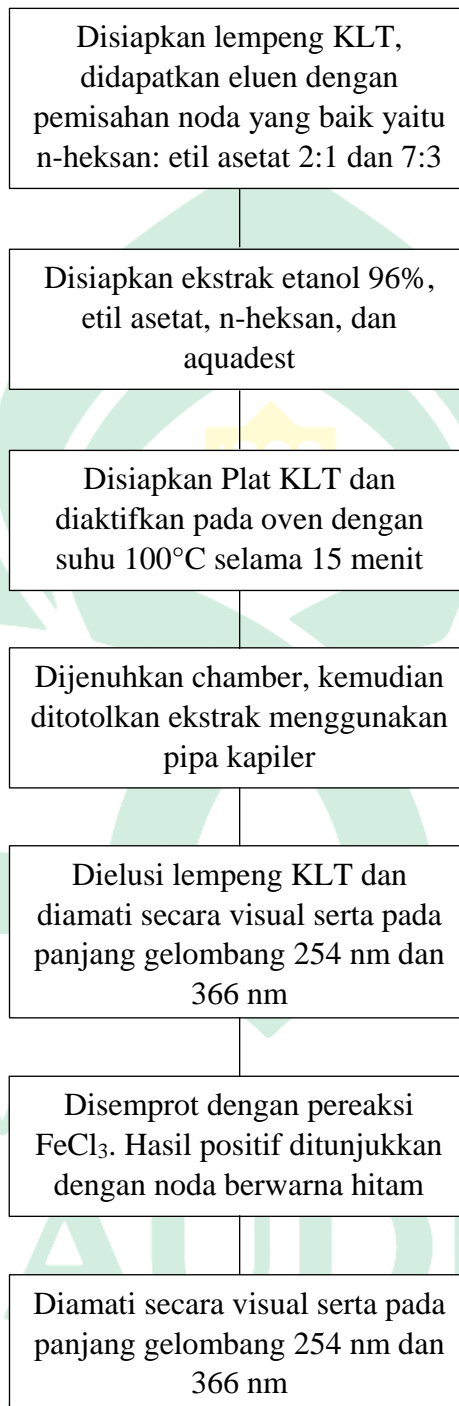 Disiapkan lempeng KLT,
didapatkan eluen dengan
pemisahan noda yang baik yaitu
n-heksan: etil asetat 2:1 dan 7:3
Disiapkan ekstrak etanol 96%,
etil asetat, n-heksan, dan
aquadest
Disiapkan Plat KLT dan
diaktifkan pada oven dengan
suhu 100°C selama 15 menit
Dijenuhkan chamber, kemudian
ditotolkan ekstrak menggunakan
pipa kapiler
Dielusi lempeng KLT dan
diamati secara visual serta pada
panjang gelombang 254 nm dan
366 nm
Disemprot dengan pereaksi
FeCl₃. Hasil positif ditunjukkan
dengan noda berwarna hitam
Diamati secara visual serta pada
panjang gelombang 254 nm dan
366 nm